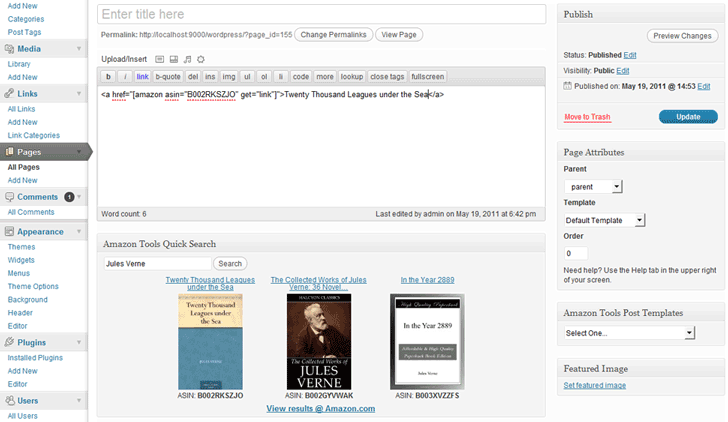 Add New
Categories
Post Tags
Media
Library
Add New
Links
All Links
Add New
Link Categories
Pages
All Pages
Add New
Comments 1
All Comments
Appearance
Themes
Widgets
Menus
Theme Options
Background
Header
Editor
Plugins
Installed Plugins
Add New
Editor
Users
All Users
Enter title here
Permalink: http://localhost:9000/wordpress/?page_id=155 Change Permalinks View Page
Upload/Insert
b i link b-quote del ins img ul ol li code more lookup close tags fullscreen
<a href="[amazon asin="B002RKSZJO" get="link"]">Twenty Thousand Leagues under the Sea</a>
Word count: 6 Last edited by admin on May 19, 2011 at 6:42 pm
Amazon Tools Quick Search
Jules Verne Search
Twenty Thousand Leagues
under the Sea
Twenty Thousand
Leagues
under the Sea
JULES VERNE
ASIN: B002RKSZJO
The Collected Works of Jules
Verne: 36 Novel…
HALCYON CLASSICS
The Collected Works of
JULES
VERNE
ASIN: B002GYVWAK
In the Year 2889
High Quality Paperback
In the Year 2889
Affordable & High Quality
Paperback Book Edition
Jules Verne
ASIN: B003XVZZFS
View results @ Amazon.com
Publish
Preview Changes
Status: Published Edit
Visibility: Public Edit
Published on: May 19, 2011 @ 14:53 Edit
Move to Trash Update
Page Attributes
Parent
parent
Template
Default Template
Order
0
Need help? Use the Help tab in the upper right
of your screen.
Amazon Tools Post Templates
Select One...
Featured Image
Set featured image